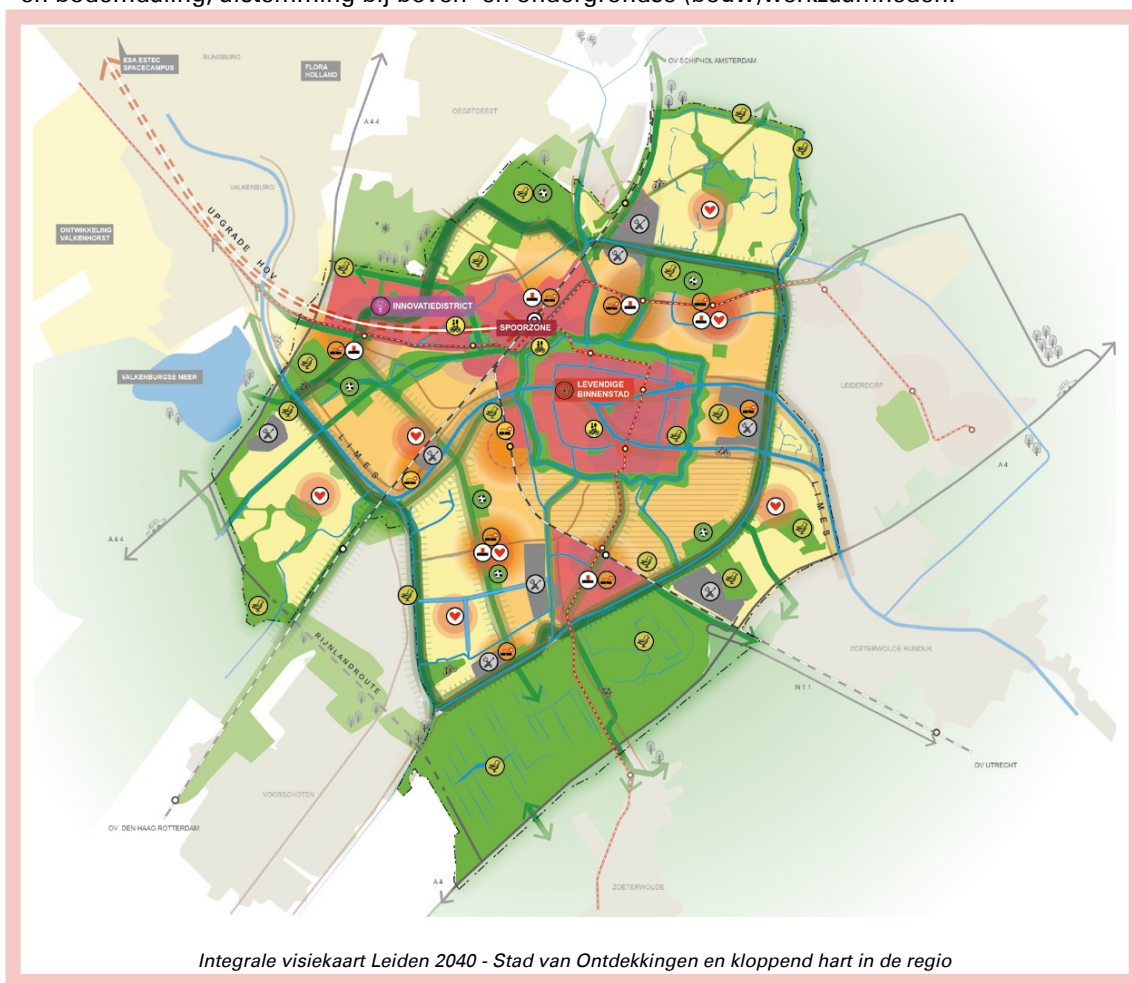 en bodemdaling, afstemming bij boven- en ondergrondse (bouw)werkzaamheden.
ESA ESTEC
SPACECAMPUS
RIJNSBURG
FLORA
HOLLAND
OV SCHIPHOL AMSTERDAM
A44
OEGSTGEEST
VALKENBURG
UPGRADE HOV
ONTWIKKELING
VALKENHORST
INNOVATIEDISTRICT
SPOORZONE
VALKENBURGSE MEER
LEVENDIGE
BINNENSTAD
LEIDERDORP
LIMES
A4
LIMES
A44
RIJNLANDROUTE
ZOETERWOUDE RIJNDIJK
N11
OV UTRECHT
VOORSCHOTEN
OV DEN HAAG ROTTERDAM
A4
ZOETERWOUDE
Integrale visiekaart Leiden 2040 - Stad van Ontdekkingen en kloppend hart in de regio